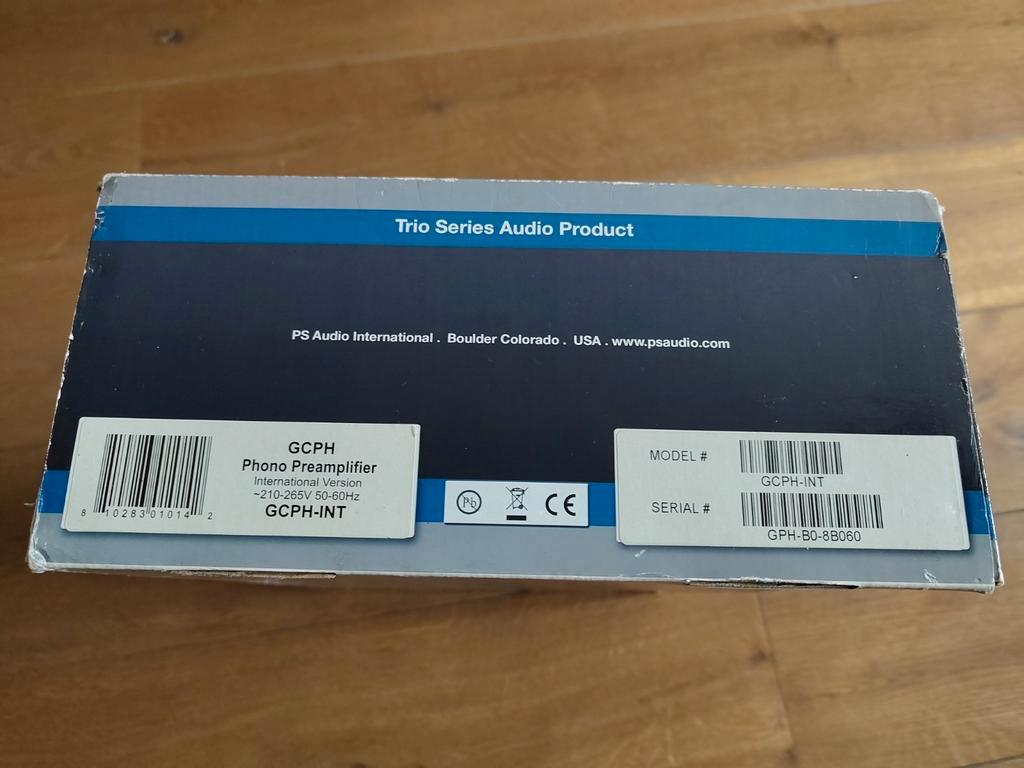 Trio Series Audio Product
PS Audio International . Boulder Colorado . USA . www.psaudio.com
GCPH
Phono Preamplifier
International Version
~210-265V 50-60Hz
GCPH-INT
8 10283 01014 2
Pb
CE
MODEL #
GCPH-INT
SERIAL #
GPH-B0-8B060